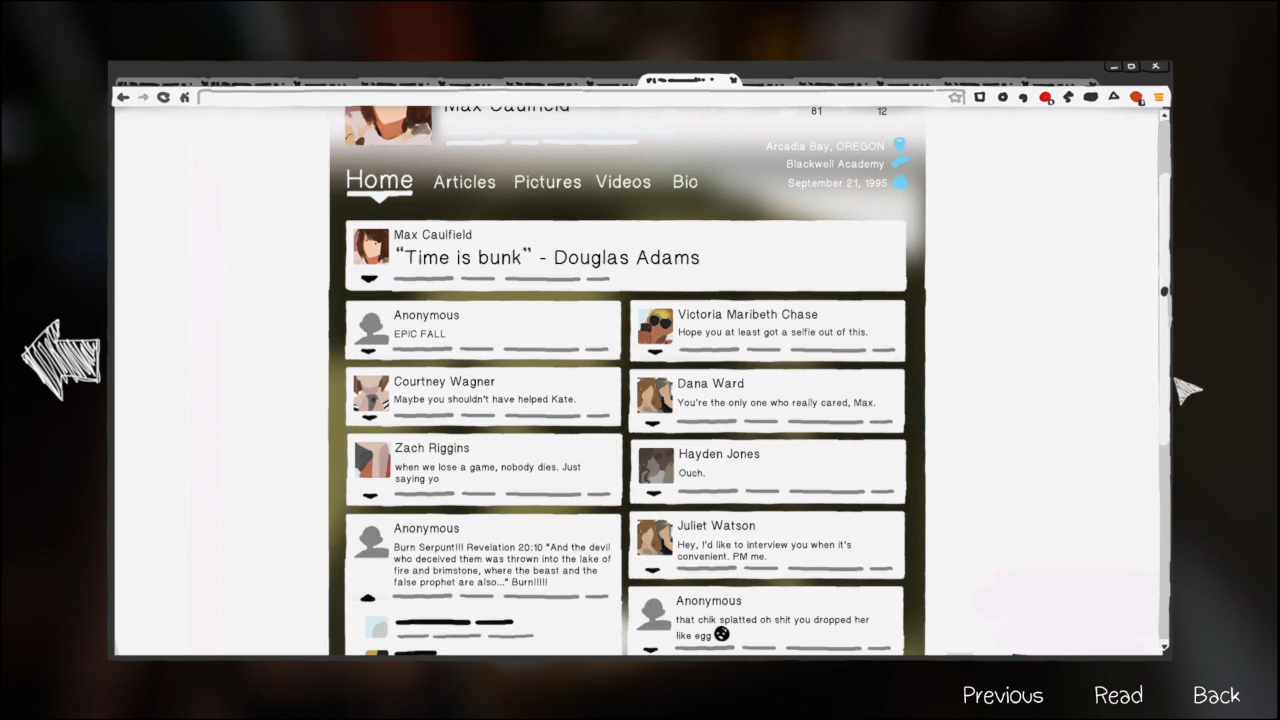 Max Caulfield
81 12
Arcadia Bay, OREGON
Blackwell Academy
September 21, 1995
Home Articles Pictures Videos Bio
Max Caulfield
“Time is bunk” - Douglas Adams
Anonymous
EPIC FALL
Courtney Wagner
Maybe you shouldn't have helped Kate.
Zach Riggins
when we lose a game, nobody dies. Just
saying yo
Anonymous
Burn Serpunt!!! Revelation 20:10 "And the devil
who deceived them was thrown into the lake of
fire and brimstone, where the beast and the
false prophet are also..." Burn!!!!!
Victoria Maribeth Chase
Hope you at least got a selfie out of this.
Dana Ward
You're the only one who really cared, Max.
Hayden Jones
Ouch.
Juliet Watson
Hey, I'd like to interview you when it's
convenient. PM me.
Anonymous
that chik splatted oh shit you dropped her
like egg
Previous Read Back